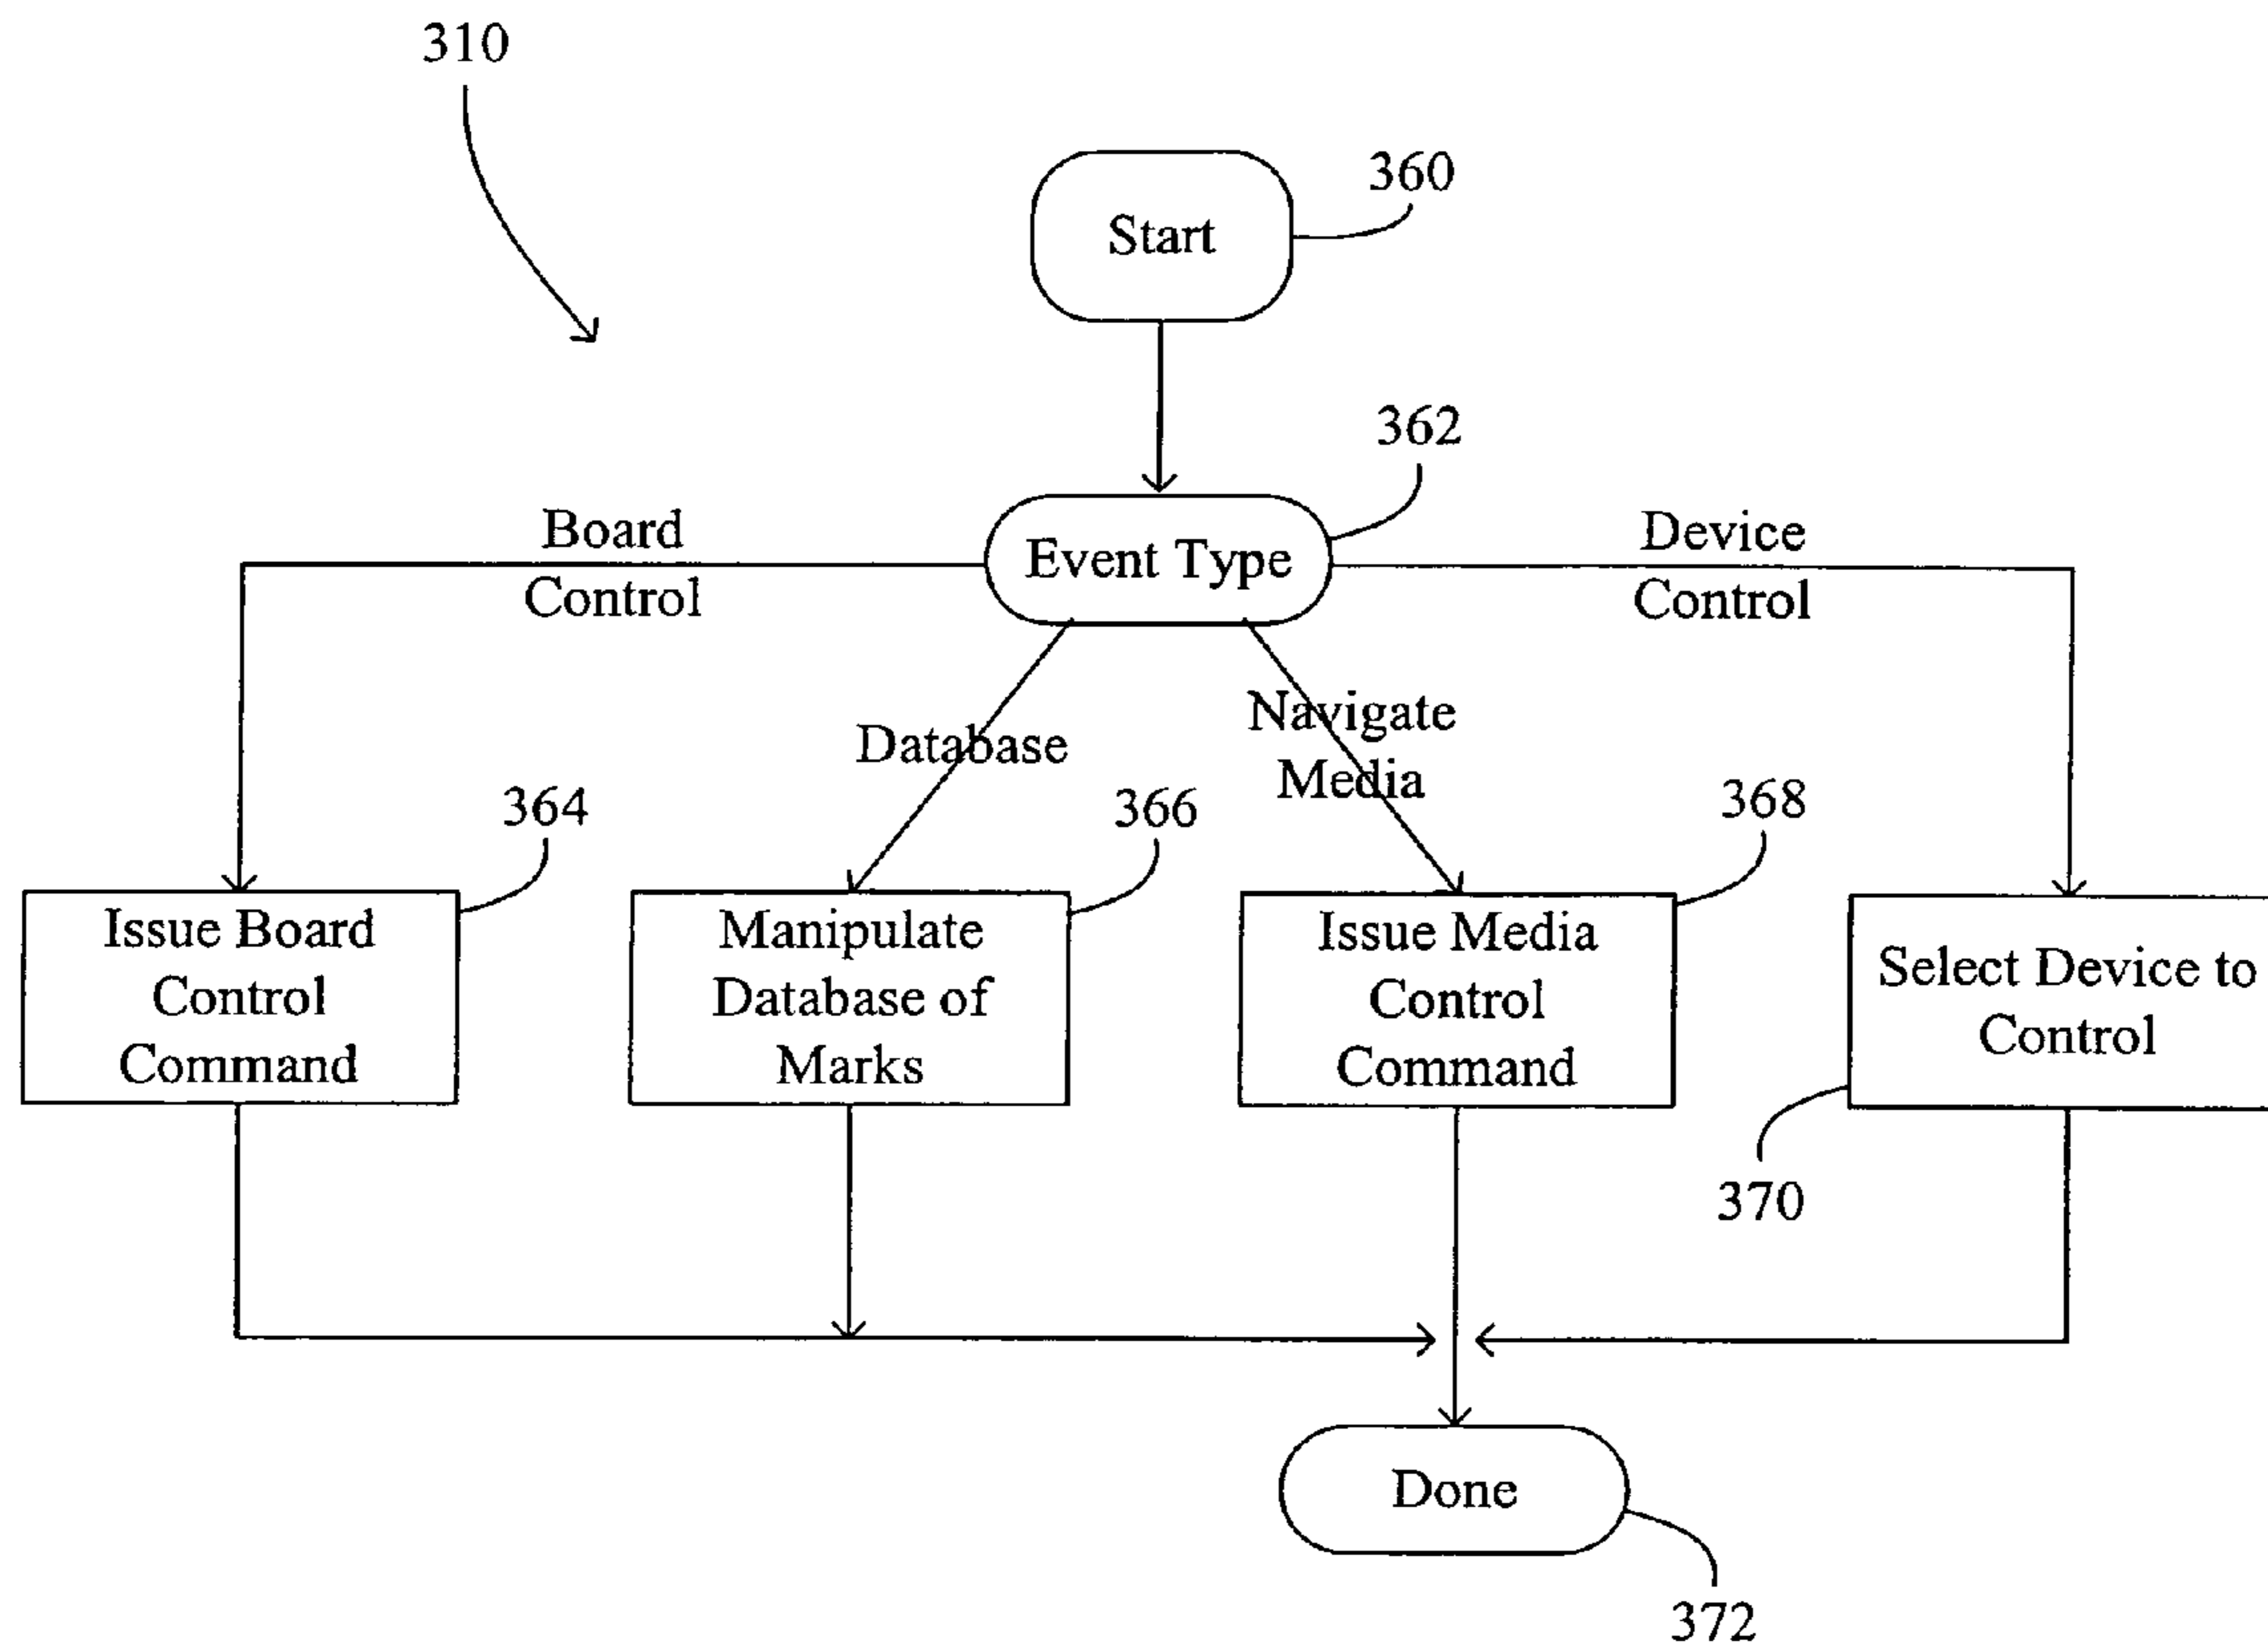 310
360
Start
362
Event Type
Board
Control
Device
Control
Database
Navigate
Media
364
366
368
Issue Board
Control
Command
Manipulate
Database of
Marks
Issue Media
Control
Command
Select Device to
Control
370
Done
372